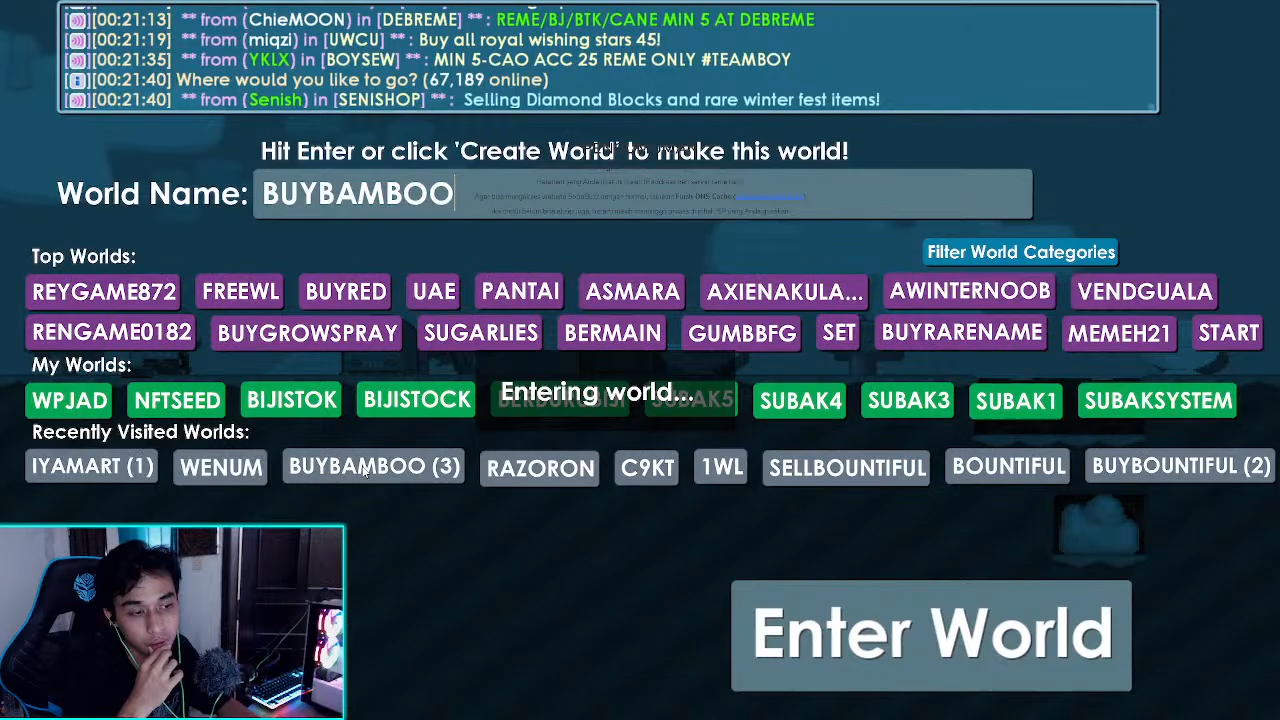 [00:21:13] ** from (ChieMOON) in [DEBREME] ** : REME/BJ/BTK/CANE MIN 5 AT DEBREME
[00:21:19] ** from (miqzi) in [UWCU] ** : Buy all royal wishing stars 45!
[00:21:35] ** from (YKLX) in [BOYSEW] ** : MIN 5-CAO ACC 25 REME ONLY #TEAMBOY
[00:21:40] Where would you like to go? (67,189 online)
[00:21:40] ** from (Senish) in [SENISHOP] ** : Selling Diamond Blocks and rare winter fest items!
Hit Enter or click 'Create World' to make this world!
World Name: BUYBAMBOO
Filter World Categories
Top Worlds:
REYGAME872 FREEWL BUYRED UAE PANTAI ASMARA AXIENAKULA... AWINTERNOOB VENDGUALA
RENGAME0182 BUYGROWSPRAY SUGARLIES BERMAIN GUMBBFG SET BUYRARENAME MEMEH21 START
My Worlds:
WPJAD NFTSEED BIJISTOK BIJISTOCK SUBAK5 SUBAK4 SUBAK3 SUBAK1 SUBAKSYSTEM
Entering world...
Recently Visited Worlds:
IYAMART (1) WENUM BUYBAMBOO (3) RAZORON C9KT 1WL SELLBOUNTIFUL BOUNTIFUL BUYBOUNTIFUL (2)
Enter World